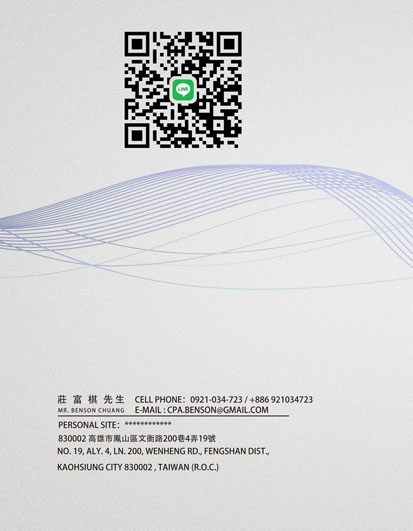 LINE
莊 富 棋 先生 CELL PHONE：0921-034-723 / +886 921034723
MR. BENSON CHUANG E-MAIL : CPA.BENSON@GMAIL.COM
PERSONAL SITE：************
830002 高雄市鳳山區文衡路200巷4弄19號
NO. 19, ALY. 4, LN. 200, WENHENG RD., FENGSHAN DIST.,
KAOHSIUNG CITY 830002 , TAIWAN (R.O.C.)